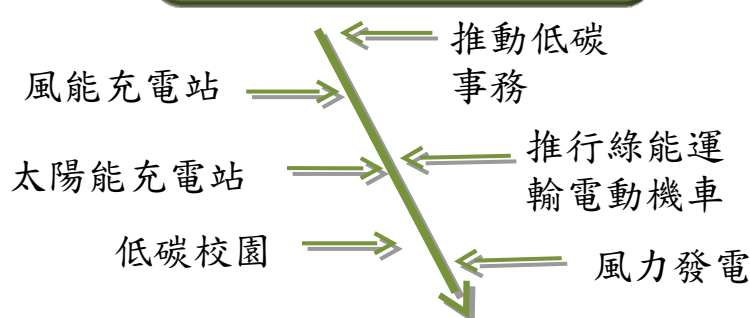 推動低碳
事務
風能充電站
推行綠能運
輸電動機車
太陽能充電站
低碳校園
風力發電